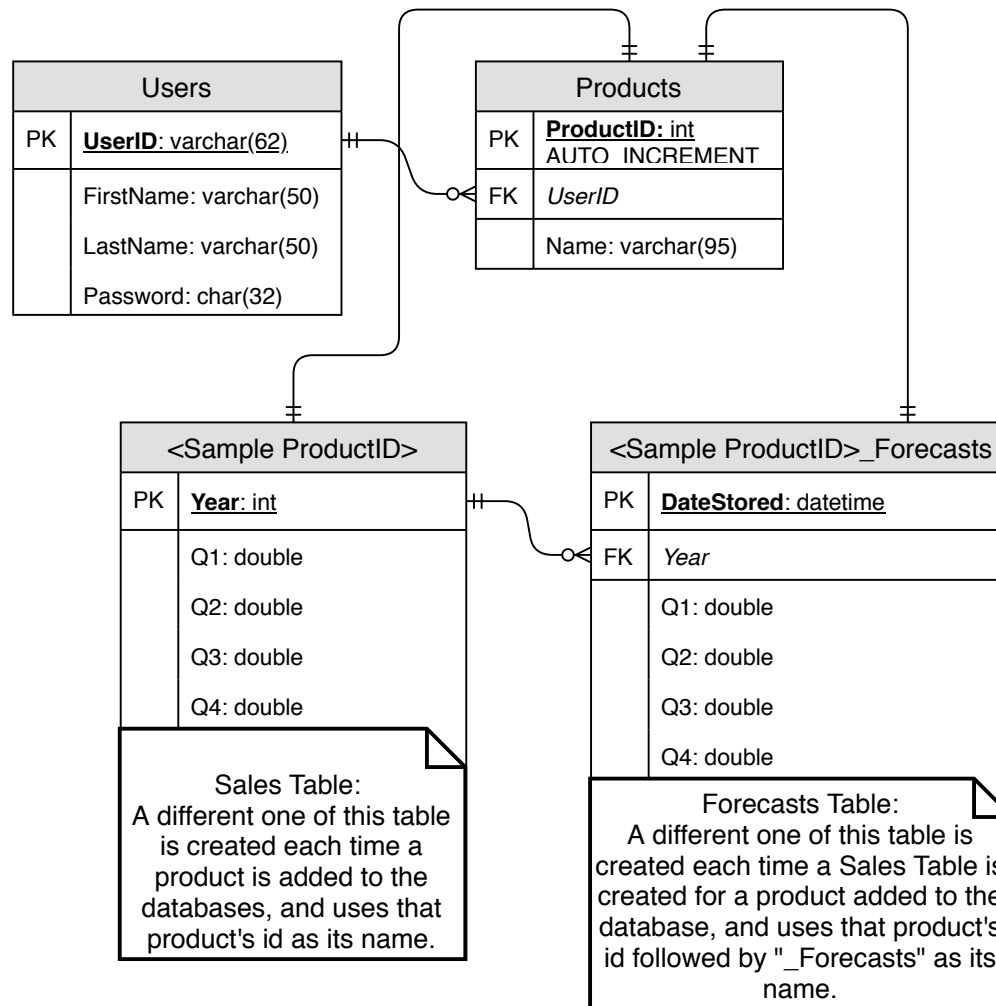 Users
PK UserID: varchar(62)
FirstName: varchar(50)
LastName: varchar(50)
Password: char(32)
Products
PK ProductID: int
AUTO_INCREMENT
FK UserID
Name: varchar(95)
<Sample ProductID>
PK Year: int
Q1: double
Q2: double
Q3: double
Q4: double
Sales Table:
A different one of this table
is created each time a
product is added to the
databases, and uses that
product's id as its name.
<Sample ProductID>_Forecasts
PK DateStored: datetime
FK Year
Q1: double
Q2: double
Q3: double
Q4: double
Forecasts Table:
A different one of this table is
created each time a Sales Table is
created for a product added to the
database, and uses that product's
id followed by "_Forecasts" as its
name.